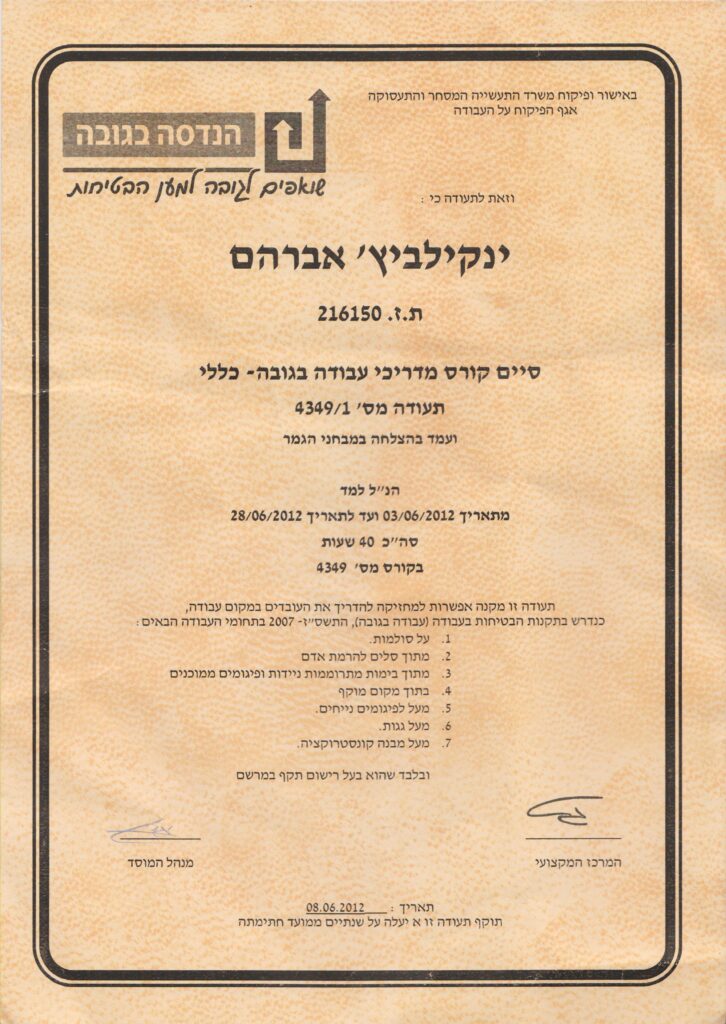 באישור ופיקוח משרד התעשייה המסחר והתעסוקה
אגף הפיקוח על העבודה
הנדסה בגובה
שואפים לגובה למען הבטיחות
וזאת לתעודה כי :
ינקילביץ' אברהם
ת.ז. 216150
סיים קורס מדריכי עבודה בגובה- כללי
תעודה מס' 4349/1
ועמד בהצלחה במבחני הגמר
הנ"ל למד
מתאריך 03/06/2012 ועד לתאריך 28/06/2012
סה"כ 40 שעות
בקורס מס' 4349
תעודה זו מקנה אפשרות למחזיקה להדריך את העובדים במקום עבודה,
כנדרש בתקנות הבטיחות בעבודה (עבודה בגובה), התשס"ז- 2007 בתחומי העבודה הבאים :
1. על סולמות.
2. מתוך סלים להרמת אדם
3. מתוך בימות מתרוממות ניידות ופיגומים ממוכנים
4. בתוך מקום מוקף
5. מעל לפיגומים נייחים.
6. מעל גגות.
7. מעל מבנה קונסטרוקציה.
ובלבד שהוא בעל רישום תקף במרשם
המרכז המקצועי
מנהל המוסד
תאריך : 08.06.2012
תוקף תעודה זו א יעלה על שנתיים ממועד חתימתה